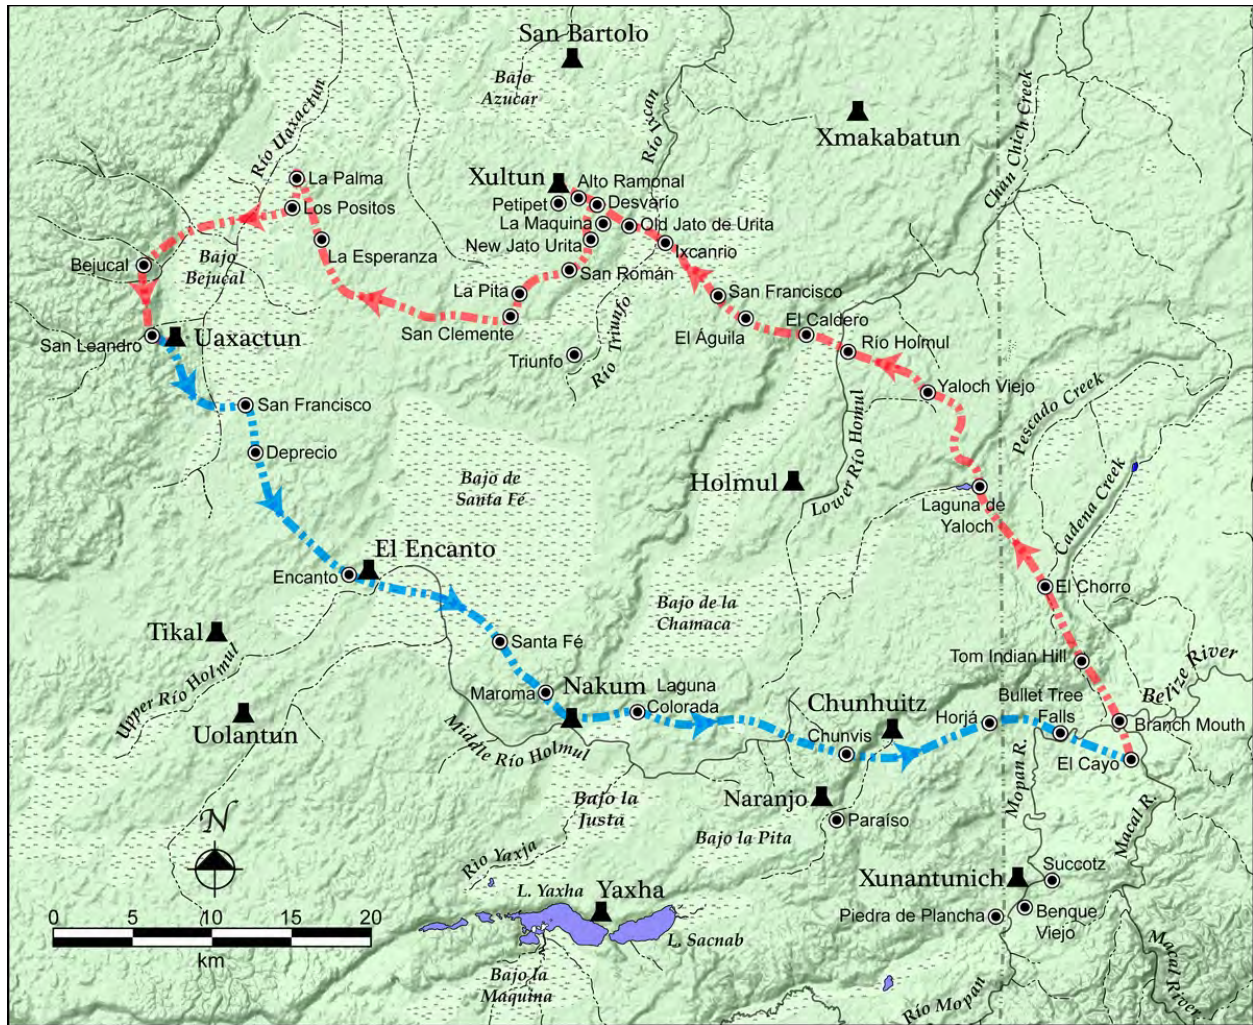 San Bartolo
Bajo
Azucar
Río Uaxactun
Río Ixcan
Xmakabatun
Chan Chich Creek
La Palma
Xultun
Alto Ramonal
Petipet
Desvarío
Los Positos
La Maquina
Old Jato de Urita
New Jato Urita
Ixcanrio
La Esperanza
Bajo
Bejucal
Bejucal
San Román
La Pita
San Francisco
San Clemente
El Caldero
El Águila
San Leandro
Uaxactun
Río Holmul
Triunfo
Río Triunfo
Yaloch Viejo
Pescado Creek
San Francisco
Deprecio
Bajo de
Santa Fé
Holmul
Lower Río Homul
Laguna de
Yaloch
Cadena Creek
El Encanto
Encanto
El Chorro
Bajo de la
Chamaca
Tikal
Santa Fé
Tom Indian Hill
Belize River
Upper Río Holmul
Maroma
Nakum
Laguna
Colorada
Chunhuitz
Bullet Tree
Falls
Horjá
Branch Mouth
Uolantun
Middle Río Holmul
Chunvis
El Cayo
Mopan R.
Macal R.
Naranjo
Bajo la
Justa
Paraíso
Bajo la Pita
N
Río Yaxja
Succotz
Xunantunich
L. Yaxha
Yaxha
Piedra de Plancha
Benque
Viejo
0 5 10 15 20
km
L. Sacnab
Macal River
Bajo la
Maquina
Río Mopan